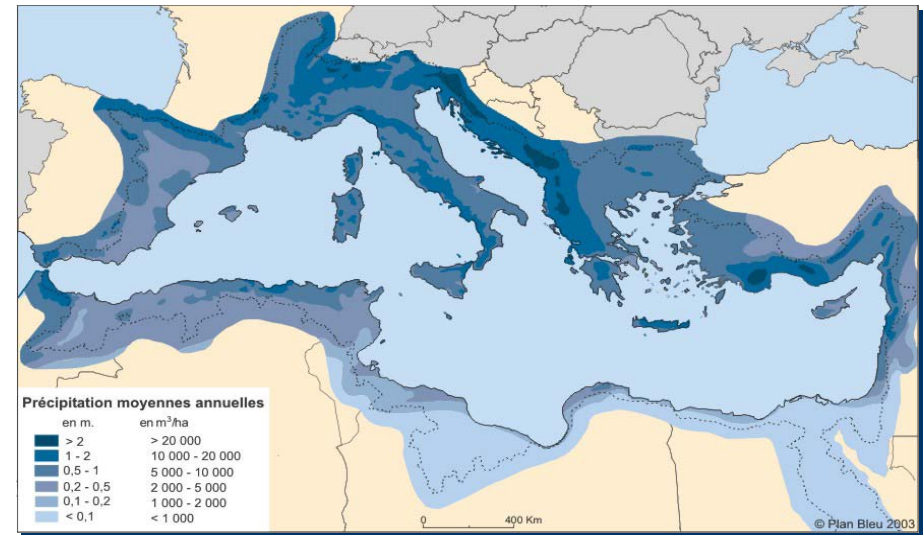 Précipitation moyennes annuelles
en m. en m³/ha
> 2 > 20 000
1 - 2 10 000 - 20 000
0,5 - 1 5 000 - 10 000
0,2 - 0,5 2 000 - 5 000
0,1 - 0,2 1 000 - 2 000
< 0,1 < 1 000
0 400 Km
© Plan Bleu 2003